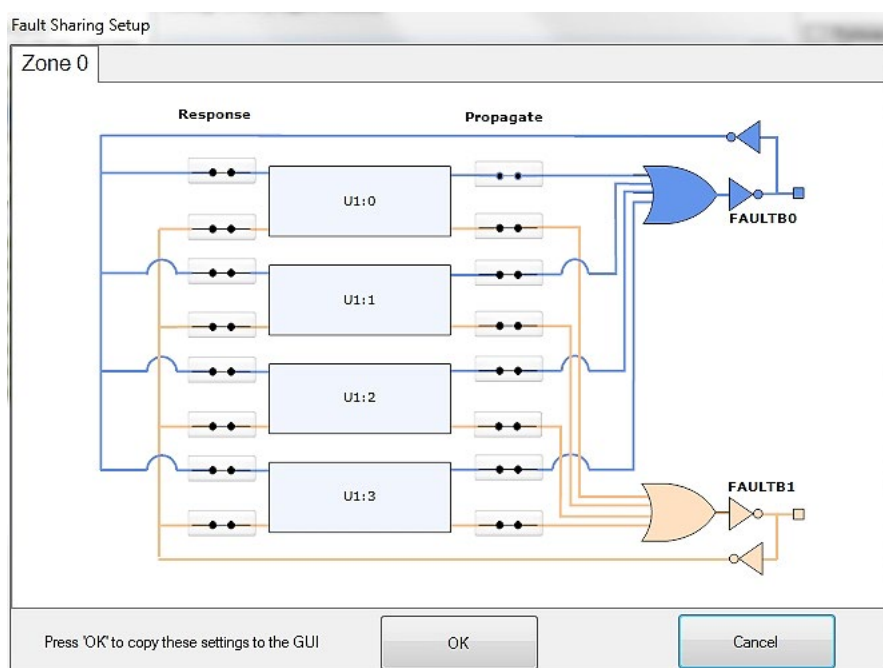 Fault Sharing Setup
Zone 0
Response
Propagate
U1:0
FAULTB0
U1:1
U1:2
U1:3
FAULTB1
Press 'OK' to copy these settings to the GUI
OK
Cancel